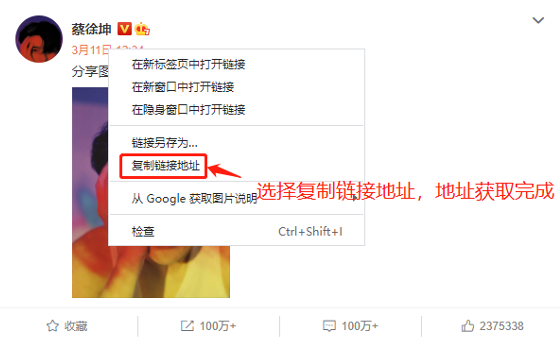 蔡徐坤
3月11日 12:24
分享图
在新标签页中打开链接
在新窗口中打开链接
在隐身窗口中打开链接
链接另存为...
复制链接地址
选择复制链接地址，地址获取完成
从 Google 获取图片说明
检查 Ctrl+Shift+I
收藏 100万+ 100万+ 2375338